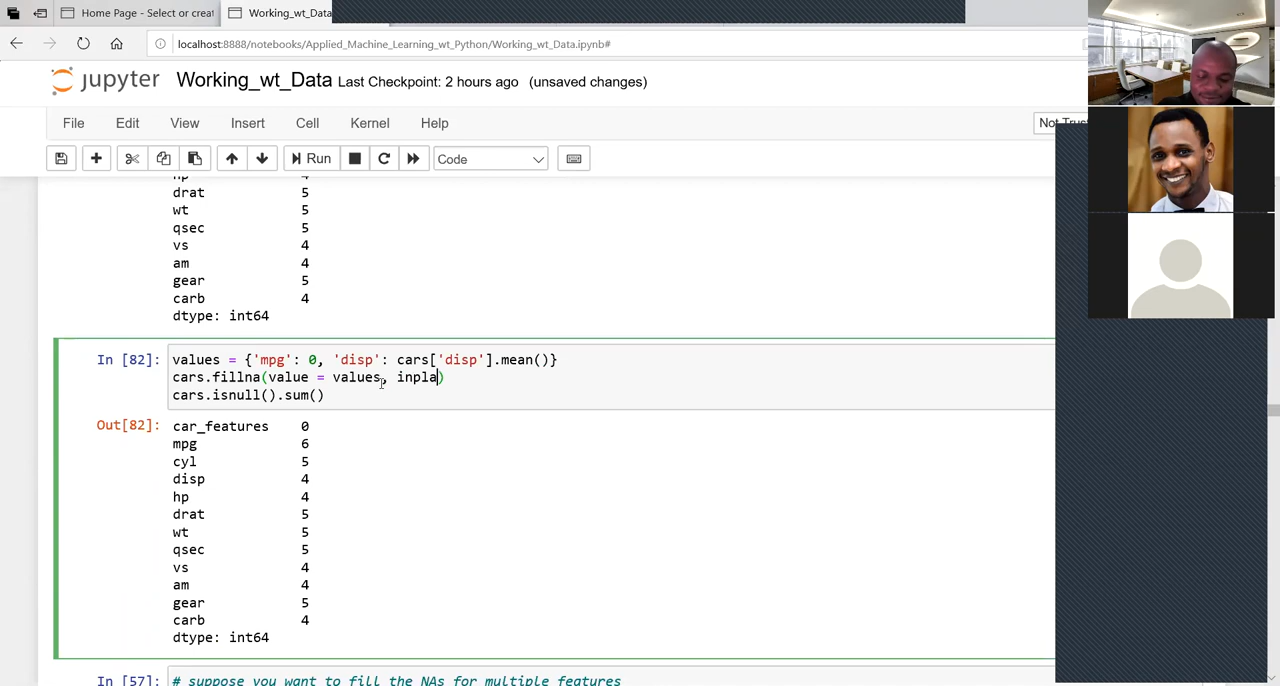 Home Page - Select or creat
Working_wt_Data
localhost:8888/notebooks/Applied_Machine_Learning_wt_Python/Working_wt_Data.ipynb#
jupyter Working_wt_Data Last Checkpoint: 2 hours ago (unsaved changes)
File Edit View Insert Cell Kernel Help
Not Trus
Run Code
hp 4
drat 5
wt 5
qsec 5
vs 4
am 4
gear 5
carb 4
dtype: int64
In [82]: values = {'mpg': 0, 'disp': cars['disp'].mean()}
cars.fillna(value = values, inpla)
cars.isnull().sum()
Out[82]: car_features 0
mpg 6
cyl 5
disp 4
hp 4
drat 5
wt 5
qsec 5
vs 4
am 4
gear 5
carb 4
dtype: int64
In [57]: # suppose you want to fill the NAs for multiple features